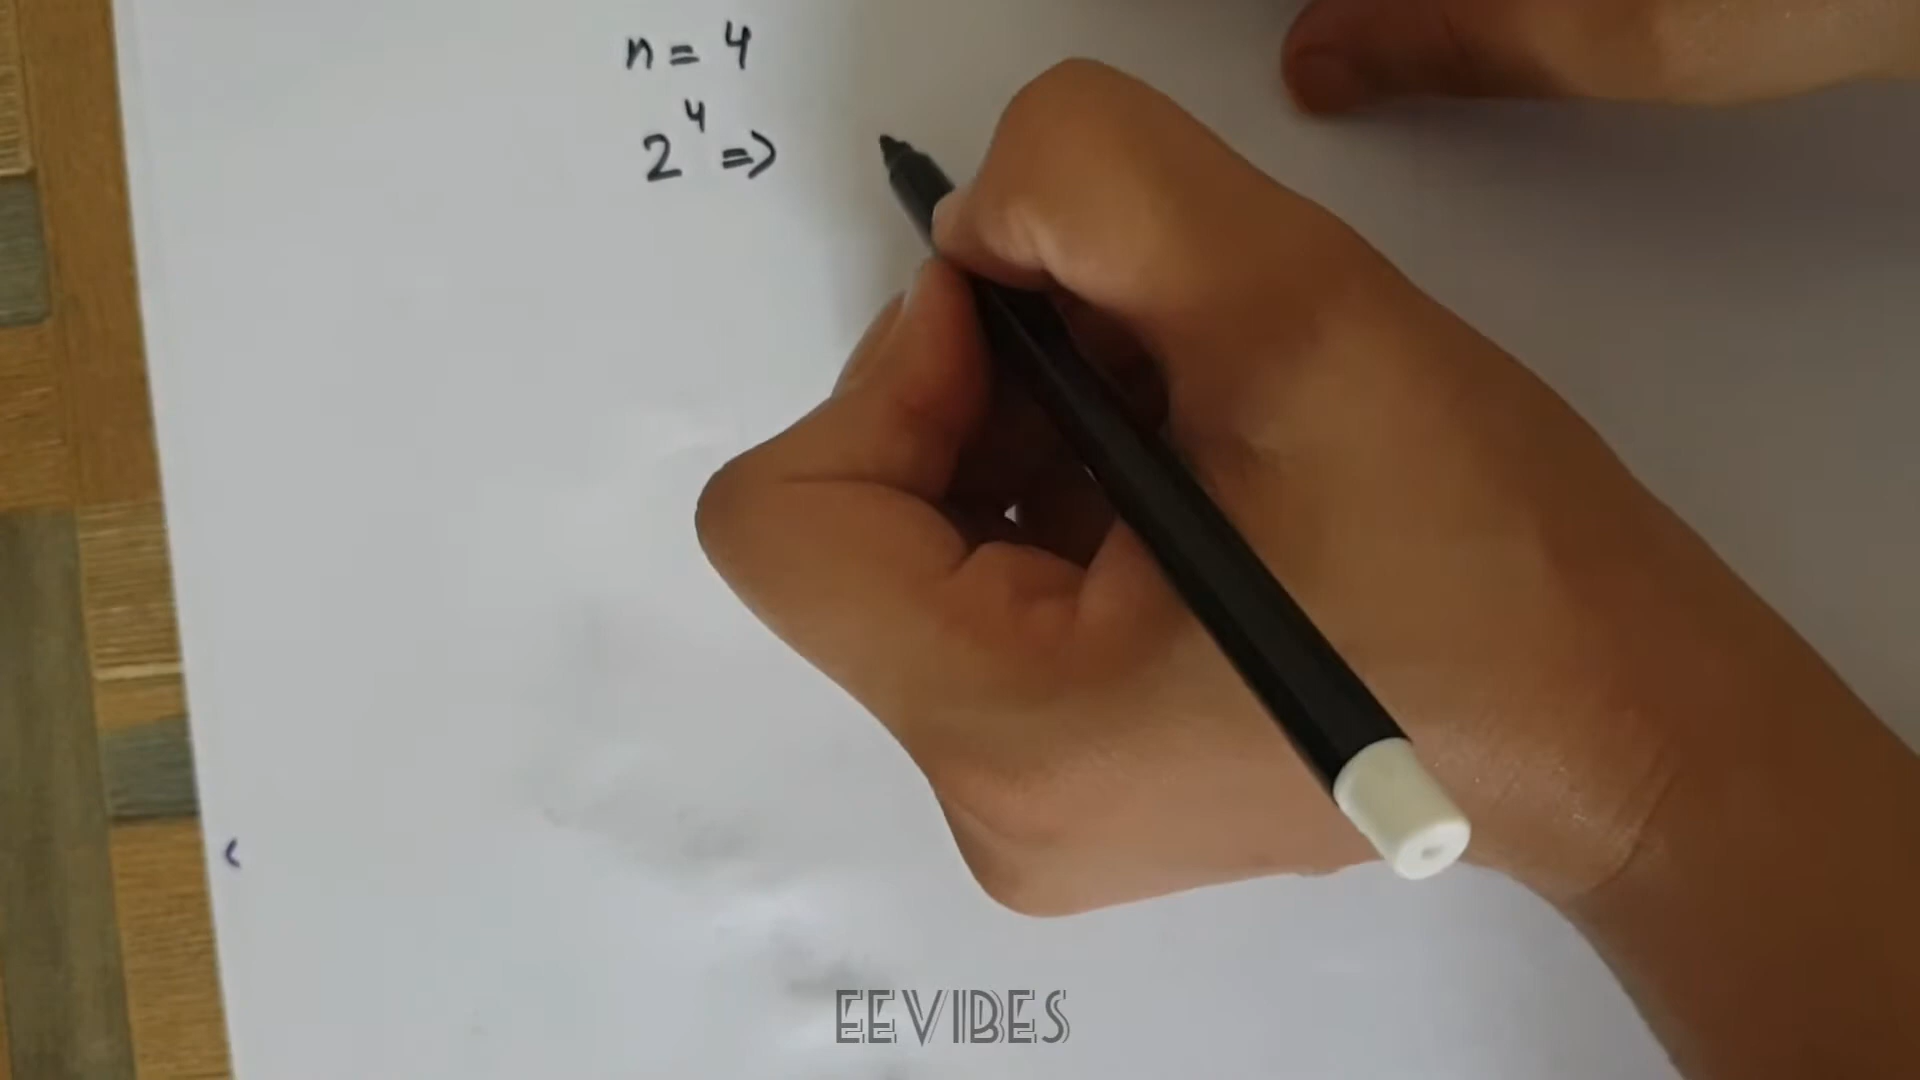 n = 4
2⁴ =>
EEVIBES